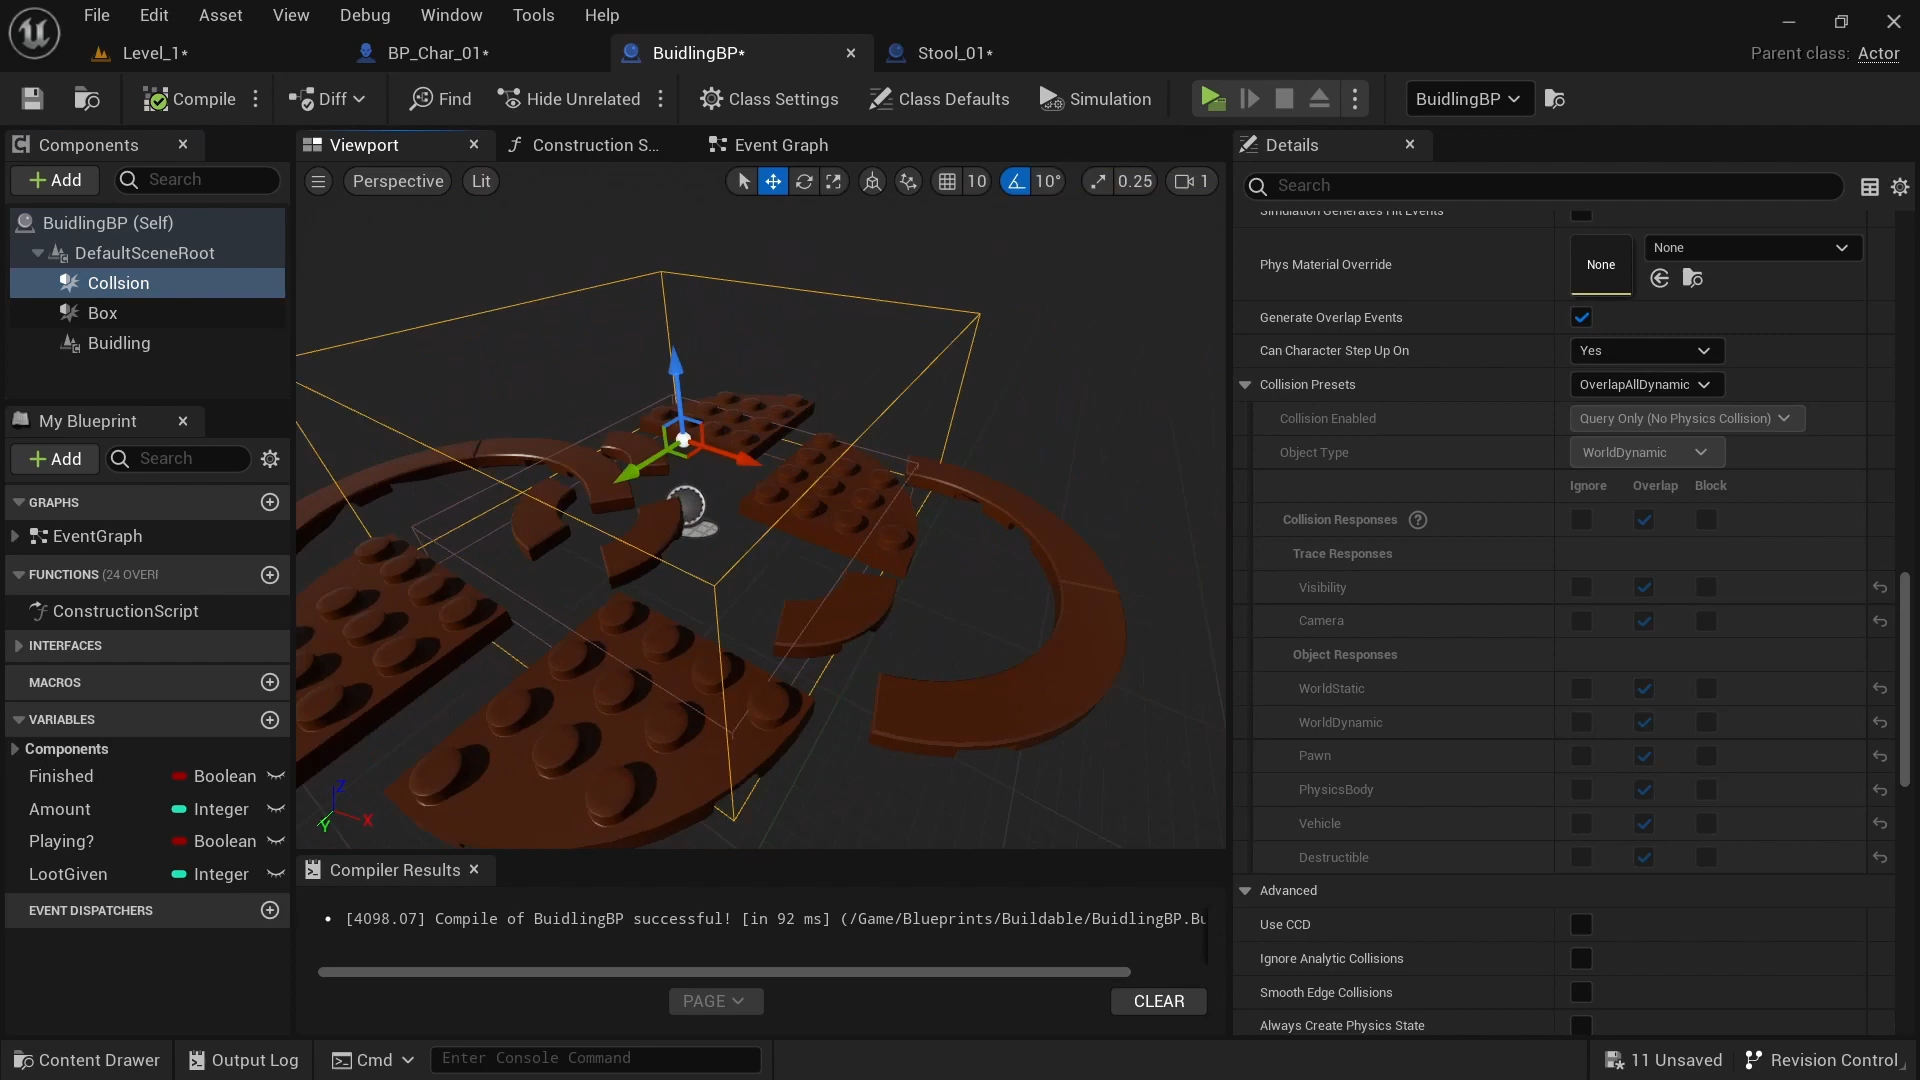 File Edit Asset View Debug Window Tools Help
Level_1* BP_Char_01* BuidlingBP* Stool_01* Parent class: Actor
Compile Diff Find Hide Unrelated Class Settings Class Defaults Simulation BuidlingBP
Components
Add Search
BuidlingBP (Self)
DefaultSceneRoot
Collsion
Box
Buidling
My Blueprint
Add Search
GRAPHS
EventGraph
FUNCTIONS (24 OVERI
ConstructionScript
INTERFACES
MACROS
VARIABLES
Components
Finished Boolean
Amount Integer
Playing? Boolean
LootGiven Integer
EVENT DISPATCHERS
Viewport Construction S... Event Graph
Perspective Lit 10 10° 0.25 1
Z
X
Y
Compiler Results
• [4098.07] Compile of BuidlingBP successful! [in 92 ms] (/Game/Blueprints/Buildable/BuidlingBP.Bu
PAGE CLEAR
Details
Search
Simulation Generates Hit Events
Phys Material Override None None
Generate Overlap Events
Can Character Step Up On Yes
Collision Presets OverlapAllDynamic
Collision Enabled Query Only (No Physics Collision)
Object Type WorldDynamic
Ignore Overlap Block
Collision Responses ?
Trace Responses
Visibility
Camera
Object Responses
WorldStatic
WorldDynamic
Pawn
PhysicsBody
Vehicle
Destructible
Advanced
Use CCD
Ignore Analytic Collisions
Smooth Edge Collisions
Always Create Physics State
Content Drawer Output Log Cmd Enter Console Command 11 Unsaved Revision Control